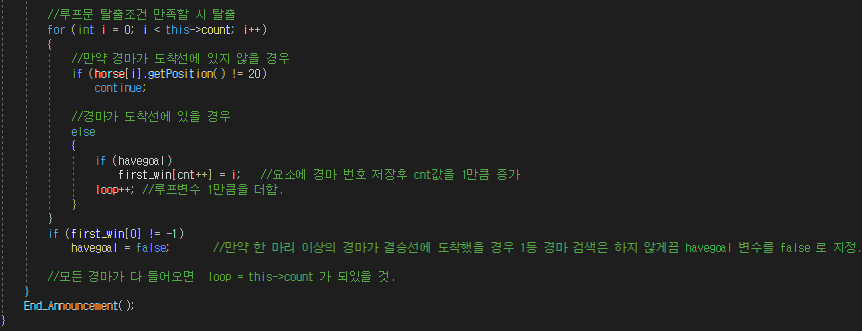 //루프문 탈출조건 만족할 시 탈출
for (int i = 0; i < this->count; i++)
{
//만약 경마가 도착선에 있지 않을 경우
if (horse[i].getPosition() != 20)
continue;
//경마가 도착선에 있을 경우
else
{
if (havegoal)
first_win[cnt++] = i; //요소에 경마 번호 저장후 cnt값을 1만큼 증가
loop++; //루프변수 1만큼을 더함.
}
}
if (first_win[0] != -1)
havegoal = false; //만약 한 마리 이상의 경마가 결승선에 도착했을 경우 1등 경마 검색은 하지 않게끔 havegoal 변수를 false 로 지정.
//모든 경마가 다 들어오면 loop = this->count 가 되있을 것.
}
End_Announcement();
}